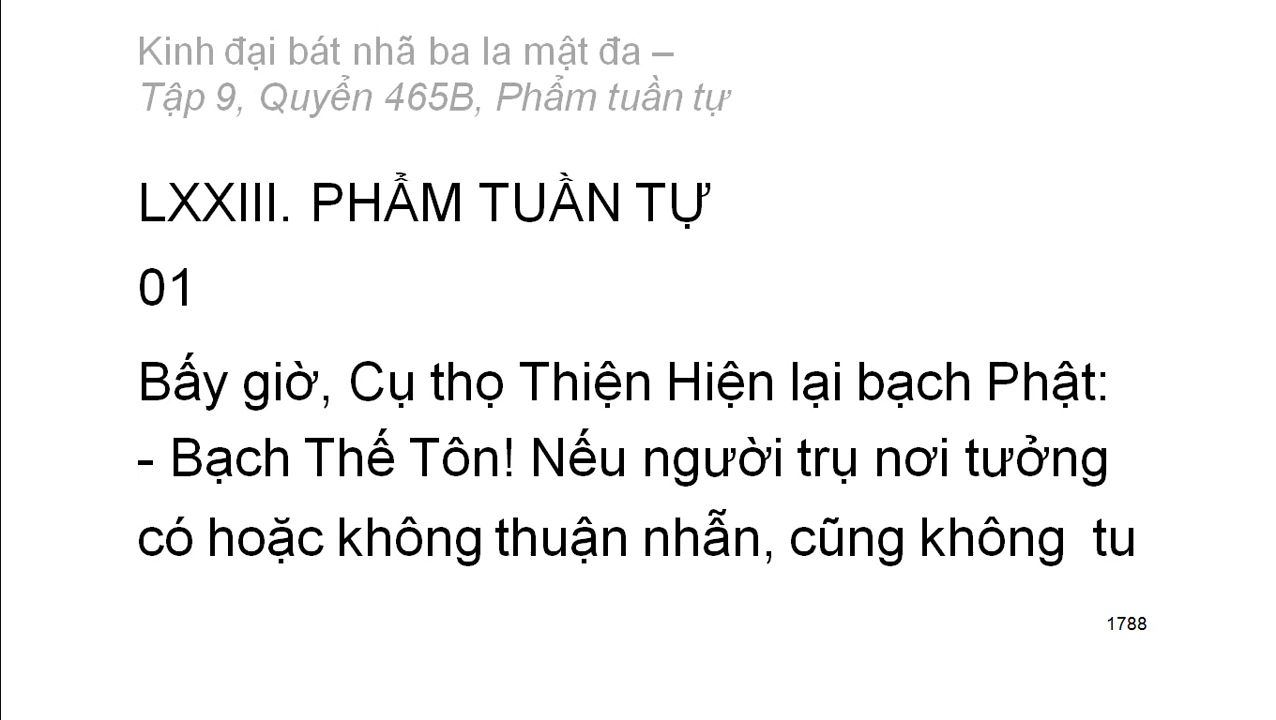 Kinh đại bát nhã ba la mật đa –
Tập 9, Quyển 465B, Phẩm tuần tự
LXXIII. PHẨM TUẦN TỰ
01
Bấy giờ, Cụ thọ Thiện Hiện lại bạch Phật:
- Bạch Thế Tôn! Nếu người trụ nơi tưởng
có hoặc không thuận nhẫn, cũng không  tu
1788